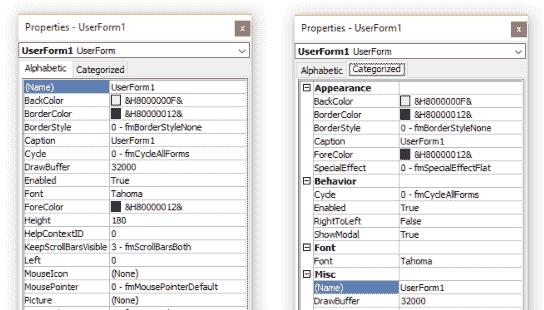 Properties - UserForm1
x
UserForm1 UserForm
Alphabetic Categorized
(Name) UserForm1
BackColor &H8000000F&
BorderColor &H80000012&
BorderStyle 0 - fmBorderStyleNone
Caption UserForm1
Cycle 0 - fmCycleAllForms
DrawBuffer 32000
Enabled True
Font Tahoma
ForeColor &H80000012&
Height 180
HelpContextID 0
KeepScrollBarsVisible 3 - fmScrollBarsBoth
Left 0
MouseIcon (None)
MousePointer 0 - fmMousePointerDefault
Picture (None)
Properties - UserForm1
x
UserForm1 UserForm
Alphabetic Categorized
Appearance
BackColor &H8000000F&
BorderColor &H80000012&
BorderStyle 0 - fmBorderStyleNone
Caption UserForm1
ForeColor &H80000012&
SpecialEffect 0 - fmSpecialEffectFlat
Behavior
Cycle 0 - fmCycleAllForms
Enabled True
RightToLeft False
ShowModal True
Font
Font Tahoma
Misc
(Name) UserForm1
DrawBuffer 32000